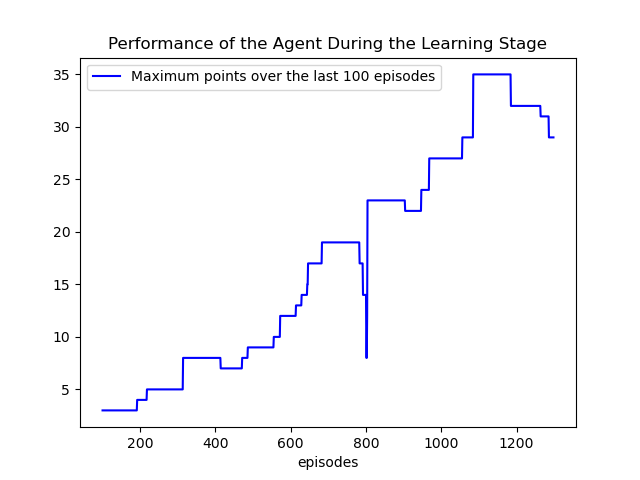 Performance of the Agent During the Learning Stage
Maximum points over the last 100 episodes
35
30
25
20
15
10
5
200 400 600 800 1000 1200
episodes